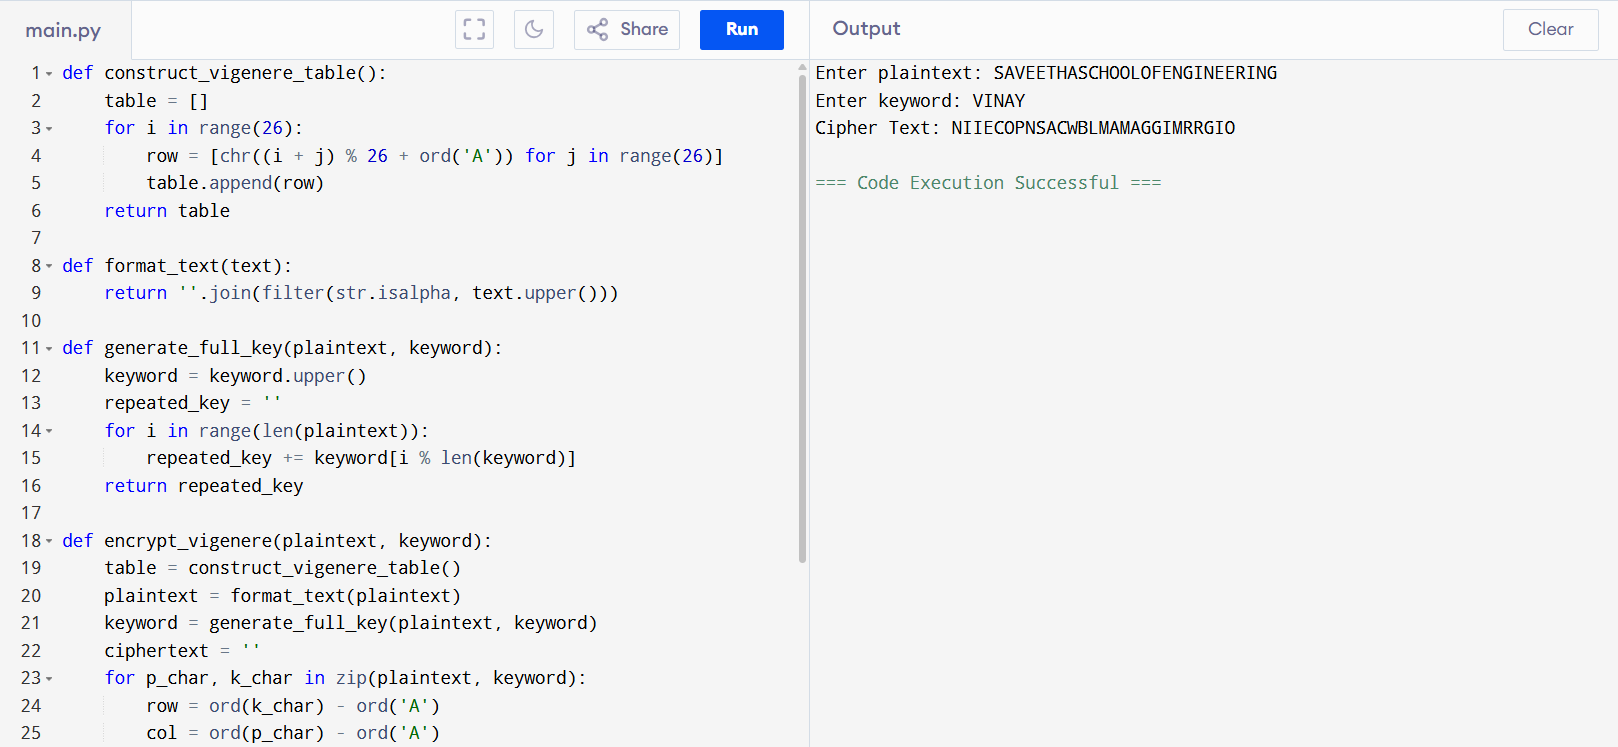 main.py
Share
Run
Output
Clear
1 def construct_vigenere_table():
2     table = []
3     for i in range(26):
4         row = [chr((i + j) % 26 + ord('A')) for j in range(26)]
5         table.append(row)
6     return table
7
8 def format_text(text):
9     return ''.join(filter(str.isalpha, text.upper()))
10
11 def generate_full_key(plaintext, keyword):
12     keyword = keyword.upper()
13     repeated_key = ''
14     for i in range(len(plaintext)):
15         repeated_key += keyword[i % len(keyword)]
16     return repeated_key
17
18 def encrypt_vigenere(plaintext, keyword):
19     table = construct_vigenere_table()
20     plaintext = format_text(plaintext)
21     keyword = generate_full_key(plaintext, keyword)
22     ciphertext = ''
23     for p_char, k_char in zip(plaintext, keyword):
24         row = ord(k_char) - ord('A')
25         col = ord(p_char) - ord('A')
Enter plaintext: SAVEETHASCHOOLOFENGINEERING
Enter keyword: VINAY
Cipher Text: NIIECOPNSACWBLMAMAGGIMRRGIO
=== Code Execution Successful ===